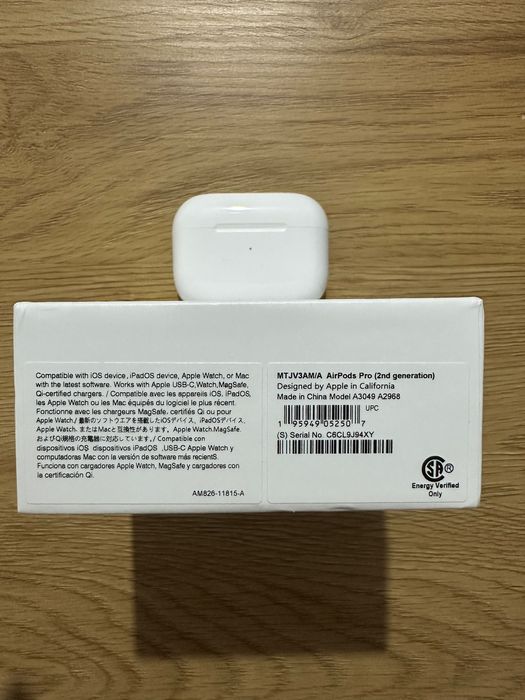 Compatible with iOS device, iPadOS device, Apple Watch, or Mac
with the latest software. Works with Apple USB-C,Watch,MagSafe,
Qi-certified chargers. / Compatible avec les appareils iOS, iPadOS,
les Apple Watch ou les Mac équipés du logiciel le plus récent.
Fonctionne avec les chargeurs MagSafe. certifés Qi ou pour
Apple Watch / 最新のソフトウエアを搭載したiOSデバイス、iPadOSデバイス、
Apple Watch. またはMacと互換性があります、Apple Watch.MagSafe.
およびQi規格の充電器に対応しています./ Compatible con
dispositivos iOS dispositivos iPadOS ,USB-C Apple Watch y
computadoras Mac con la versión de software más recientS.
Funciona con cargadores Apple Watch, MagSafe y cargadores con
la certificación Qi.
AM826-11815-A
MTJV3AM/A AirPods Pro (2nd generation)
Designed by Apple in California
Made in China Model A3049 A2968
UPC
1 95949 05250 7
(S) Serial No. C6CL9J94XY
SA ®
Energy Verified
Only